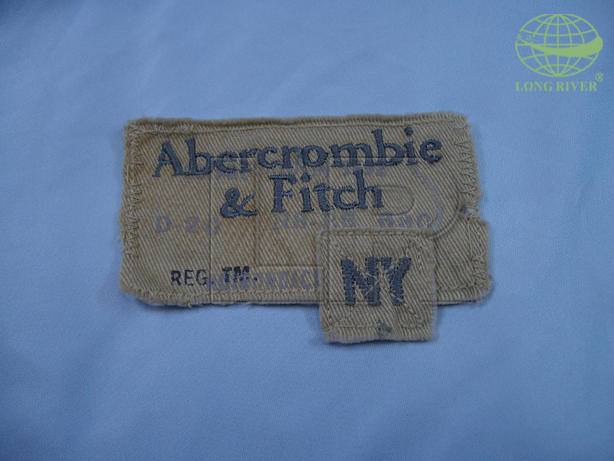 LONG RIVER®
Abercrombie
& Fitch
REG. TM.
NY